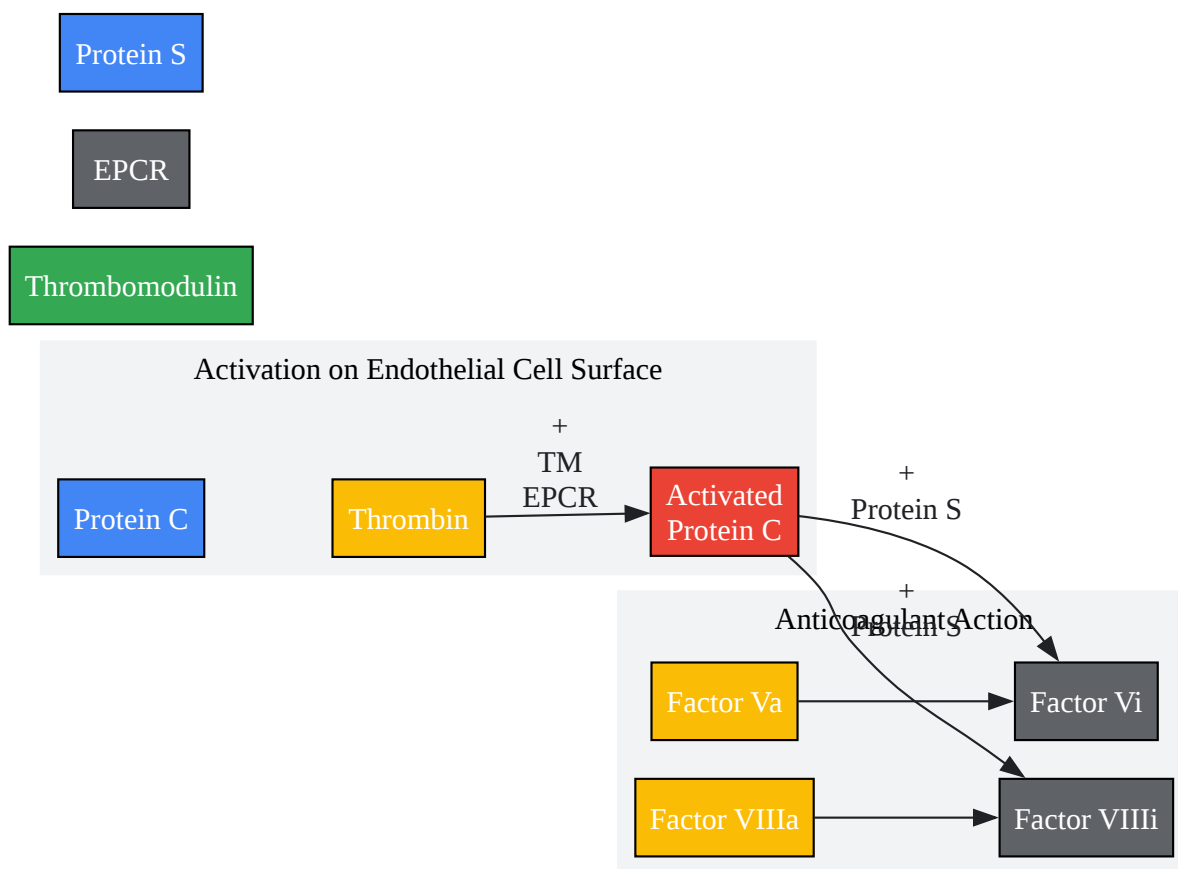 Protein S
EPCR
Thrombomodulin
Activation on Endothelial Cell Surface
+
TM
EPCR
Protein C
Thrombin
Activated
Protein C
+
Protein S
+
Protein S
Anticoagulant Action
Factor Va
Factor Vi
Factor VIIIa
Factor VIIIi